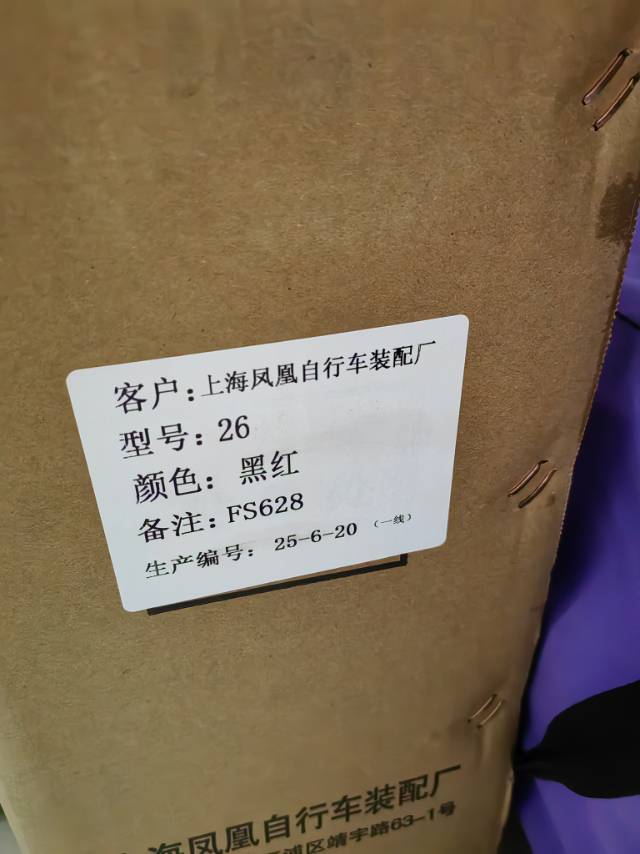 客户:上海凤凰自行车装配厂
型号:26
颜色:黑红
备注:FS628
生产编号:25-6-20 (一线)
海凤凰自行车装配厂
浦区靖宇路63-1号